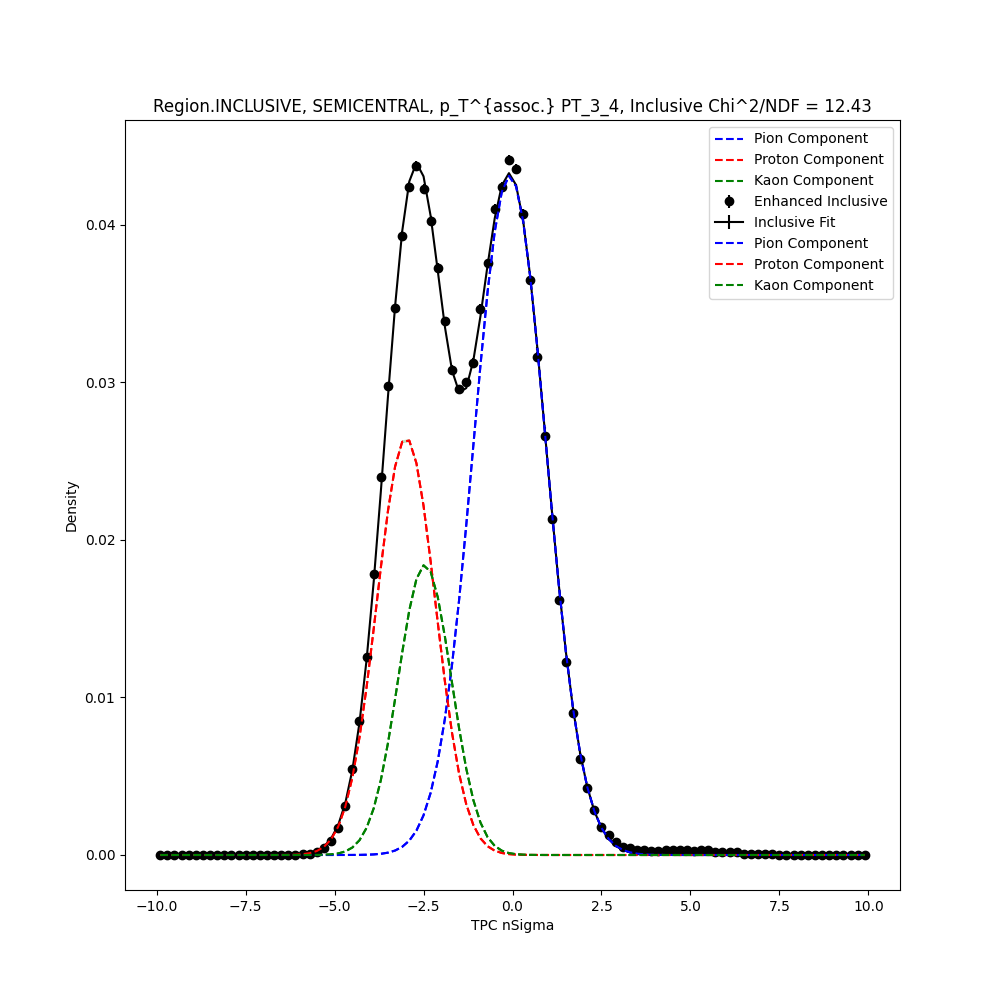 Region.INCLUSIVE, SEMICENTRAL, p_T^{assoc.} PT_3_4, Inclusive Chi^2/NDF = 12.43
Pion Component
Proton Component
Kaon Component
Enhanced Inclusive
Inclusive Fit
Pion Component
Proton Component
Kaon Component
Density
0.04
0.03
0.02
0.01
0.00
−10.0 −7.5 −5.0 −2.5 0.0 2.5 5.0 7.5 10.0
TPC nSigma